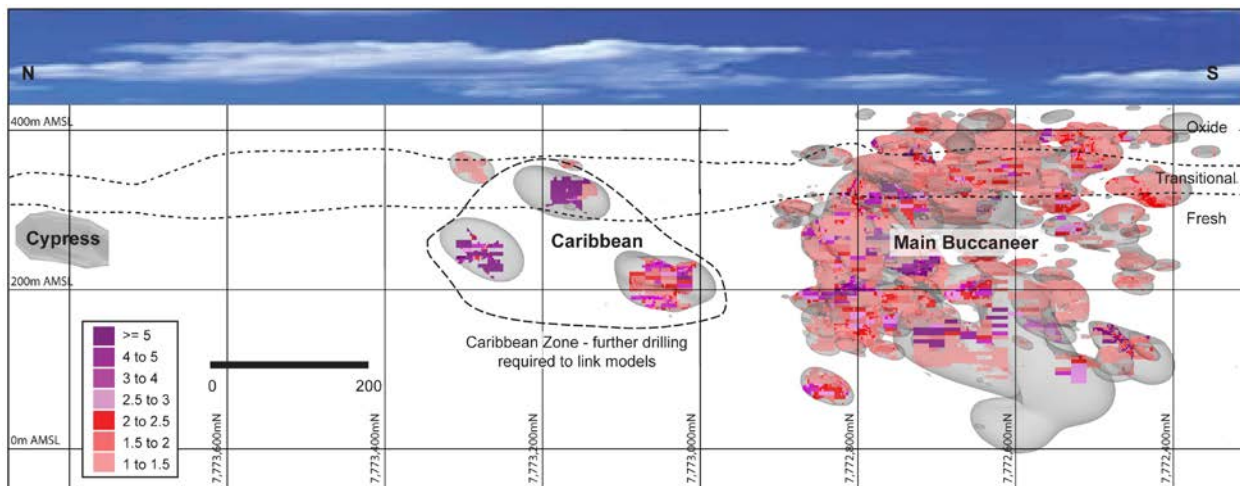 N
S
400m AMSL
Oxide
Transitional
Fresh
Cypress
Caribbean
Main Buccaneer
200m AMSL
>= 5
4 to 5
3 to 4
2.5 to 3
2 to 2.5
1.5 to 2
1 to 1.5
0
200
Caribbean Zone - further drilling
required to link models
0m AMSL
7,773,600mN
7,773,400mN
7,773,200mN
7,773,000mN
7,772,800mN
7,772,600mN
7,772,400mN